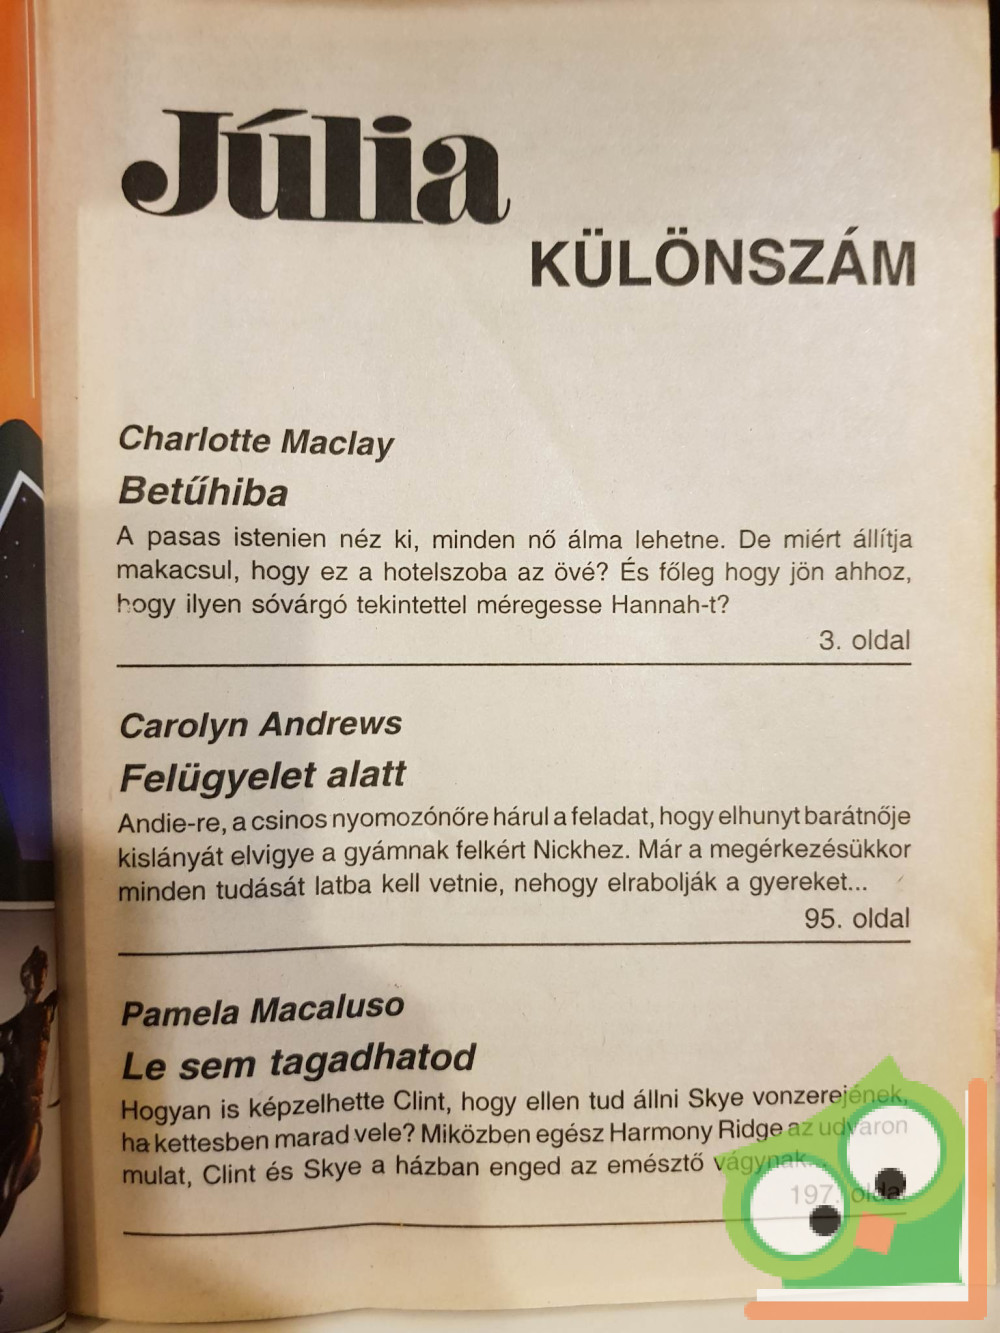 Júlia
KÜLÖNSZÁM
Charlotte Maclay
Betűhiba
A pasas istenien néz ki, minden nő álma lehetne. De miért állítja
makacsul, hogy ez a hotelszoba az övé? És főleg hogy jön ahhoz,
hogy ilyen sóvárgó tekintettel méregesse Hannah-t?
3. oldal
Carolyn Andrews
Felügyelet alatt
Andie-re, a csinos nyomozónőre hárul a feladat, hogy elhunyt barátnője
kislányát elvigye a gyámnak felkért Nickhez. Már a megérkezésükkor
minden tudását latba kell vetnie, nehogy elrabolják a gyereket...
95. oldal
Pamela Macaluso
Le sem tagadhatod
Hogyan is képzelhette Clint, hogy ellen tud állni Skye vonzerejének,
ha kettesben marad vele? Miközben egész Harmony Ridge az udvaron
mulat, Clint és Skye a házban enged az emésztő vágynak...
197. oldal